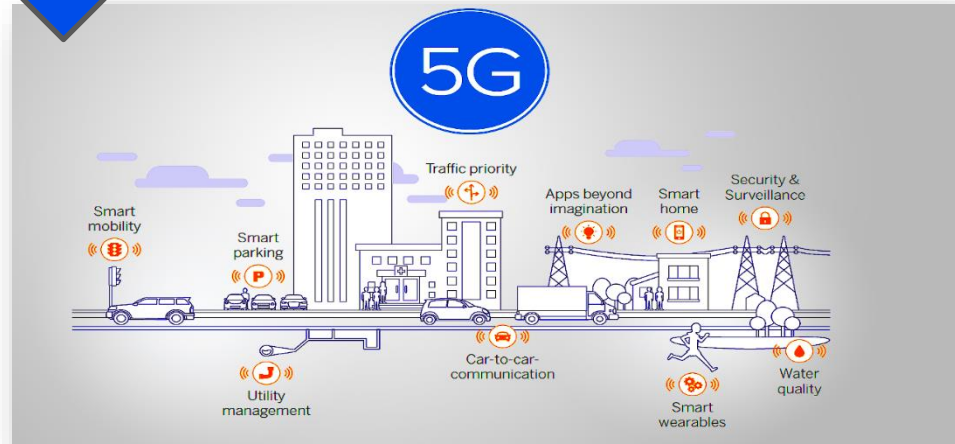 5G
Traffic priority
Apps beyond
imagination
Smart
home
Security &
Surveillance
Smart
mobility
Smart
parking
P
Car-to-car-
communication
Utility
management
Smart
wearables
Water
quality